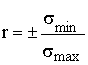 r = ± σmin / σmax